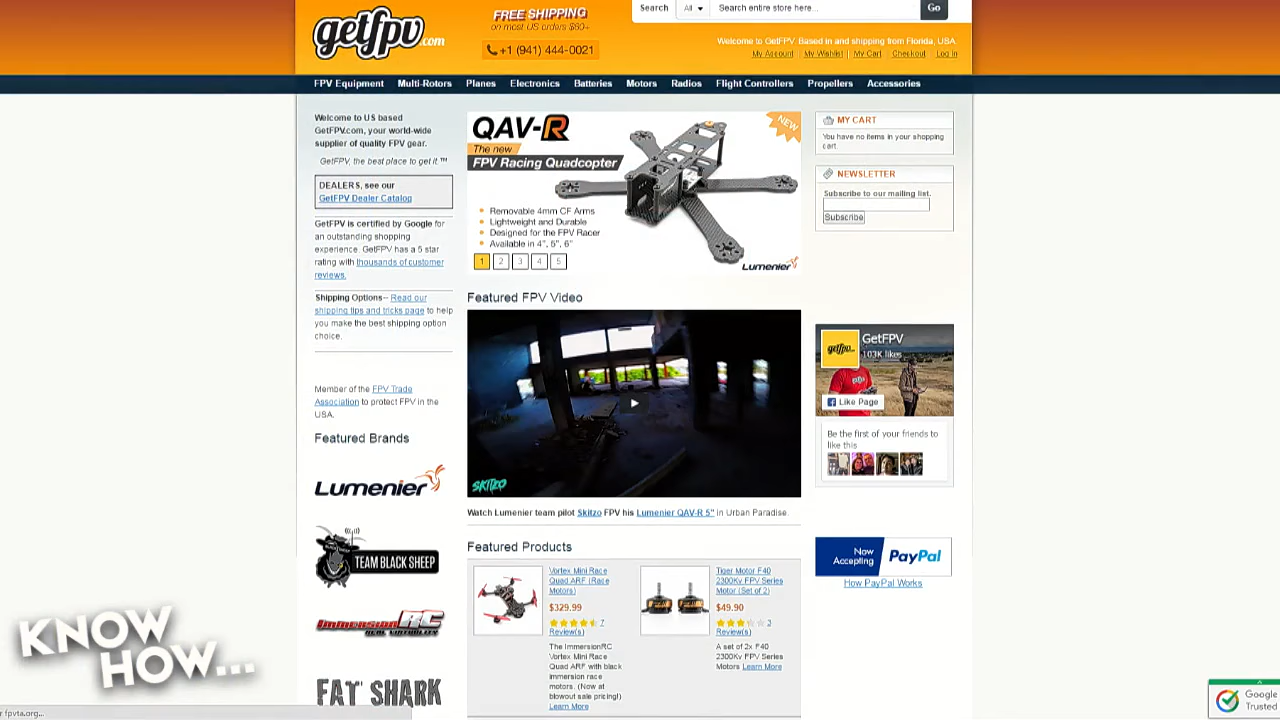 getfpv.com
FREE SHIPPING
on most US orders $60+
+1 (941) 444-0021
Search
All
Search entire store here...
Go
Welcome to GetFPV. Based in and shipping from Florida, USA.
My Account
My Wishlist
My Cart
Checkout
Log In
FPV Equipment
Multi-Rotors
Planes
Electronics
Batteries
Motors
Radios
Flight Controllers
Propellers
Accessories
Welcome to US based
GetFPV.com, your world-wide
supplier of quality FPV gear.
GetFPV, the best place to get it.™
DEALERS, see our
GetFPV Dealer Catalog
GetFPV is certified by Google for
an outstanding shopping
experience. GetFPV has a 5 star
rating with thousands of customer
reviews.
Shipping Options-- Read our
shipping tips and tricks page to help
you make the best shipping option
choice.
Member of the FPV Trade
Association to protect FPV in the
USA.
Featured Brands
LUMENIER
BLACK SHEEP
TEAM BLACK SHEEP
IMMERSIONRC
FAT SHARK
QAV-R
The new
FPV Racing Quadcopter
NEW
Removable 4mm CF Arms
Lightweight and Durable
Designed for the FPV Racer
Available in 4", 5", 6"
1 2 3 4 5
LUMENIER
Featured FPV Video
SKITZO
Watch Lumenier team pilot Skitzo FPV his Lumenier QAV-R 5" in Urban Paradise.
Featured Products
Vortex Mini Race
Quad ARF (Race
Motors)
$329.99
7
Review(s)
The ImmersionRC
Vortex Mini Race
Quad ARF with black
immersion race
motors. (Now at
blowout sale pricing!)
Learn More
Tiger Motor F40
2300Kv FPV Series
Motor (Set of 2)
$49.90
3
Review(s)
A set of 2x F40
2300Kv FPV Series
Motors Learn More
MY CART
You have no items in your shopping
cart.
NEWSLETTER
Subscribe to our mailing list.
Subscribe
getfpv
GetFPV
103K likes
Like Page
Be the first of your friends to
like this
Now
Accepting
PayPal
How PayPal Works
KNOW
HOW...
r.fpvta.org...
Google
Trusted